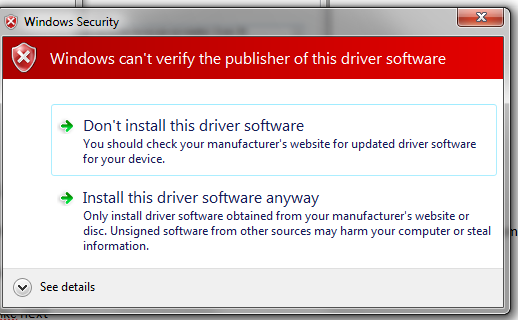 Windows Security
Windows can't verify the publisher of this driver software
Don't install this driver software
You should check your manufacturer's website for updated driver software
for your device.
Install this driver software anyway
Only install driver software obtained from your manufacturer's website or
disc. Unsigned software from other sources may harm your computer or steal
information.
See details
next